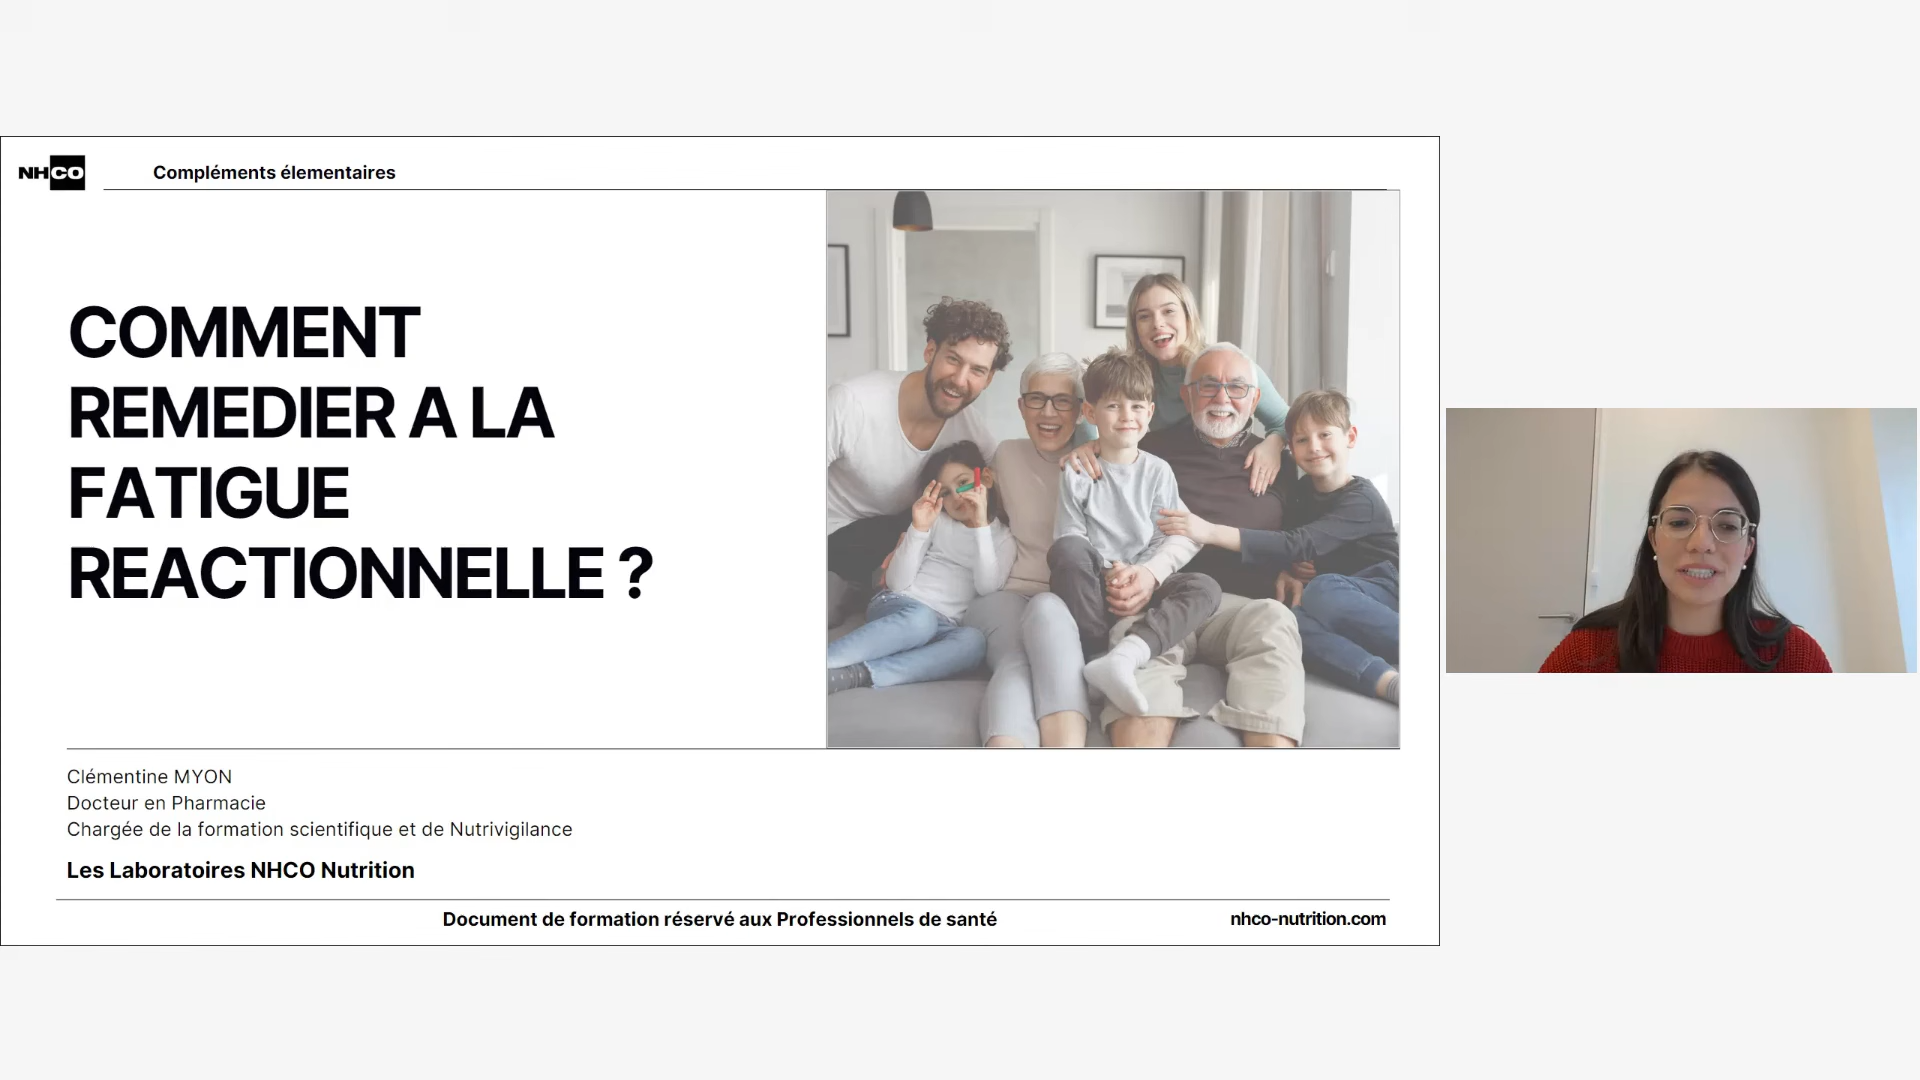 NHCO
Compléments élementaires
COMMENT
REMEDIER A LA
FATIGUE
REACTIONNELLE ?
Clémentine MYON
Docteur en Pharmacie
Chargée de la formation scientifique et de Nutrivigilance
Les Laboratoires NHCO Nutrition
Document de formation réservé aux Professionnels de santé
nhco-nutrition.com